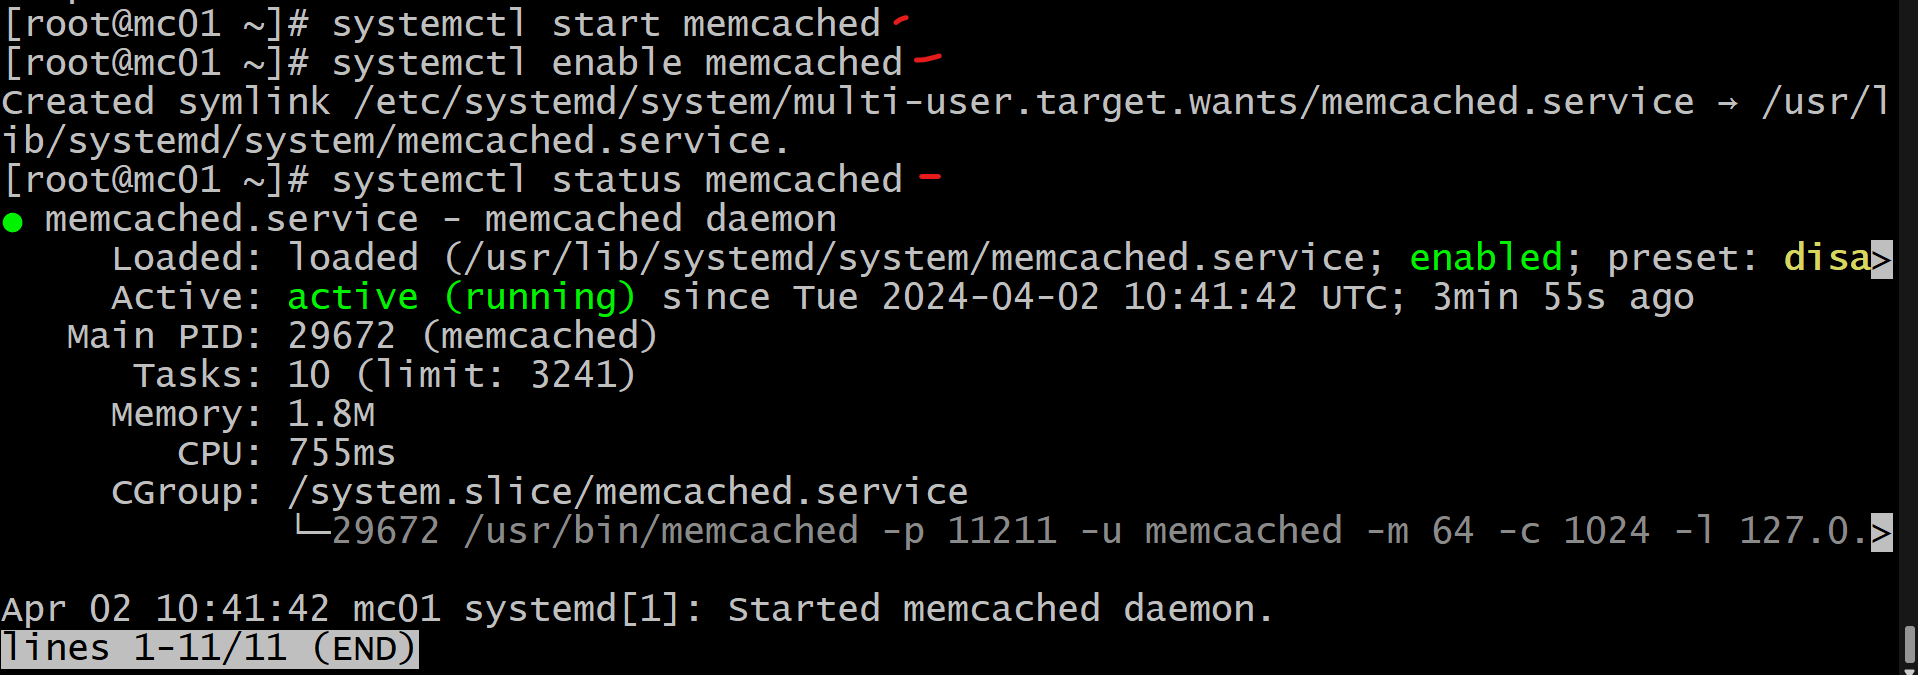 [root@mc01 ~]# systemctl start memcached
[root@mc01 ~]# systemctl enable memcached
Created symlink /etc/systemd/system/multi-user.target.wants/memcached.service → /usr/l
ib/systemd/system/memcached.service.
[root@mc01 ~]# systemctl status memcached
● memcached.service - memcached daemon
     Loaded: loaded (/usr/lib/systemd/system/memcached.service; enabled; preset: disa>
     Active: active (running) since Tue 2024-04-02 10:41:42 UTC; 3min 55s ago
   Main PID: 29672 (memcached)
      Tasks: 10 (limit: 3241)
     Memory: 1.8M
        CPU: 755ms
     CGroup: /system.slice/memcached.service
             └─29672 /usr/bin/memcached -p 11211 -u memcached -m 64 -c 1024 -l 127.0.>
Apr 02 10:41:42 mc01 systemd[1]: Started memcached daemon.
lines 1-11/11 (END)